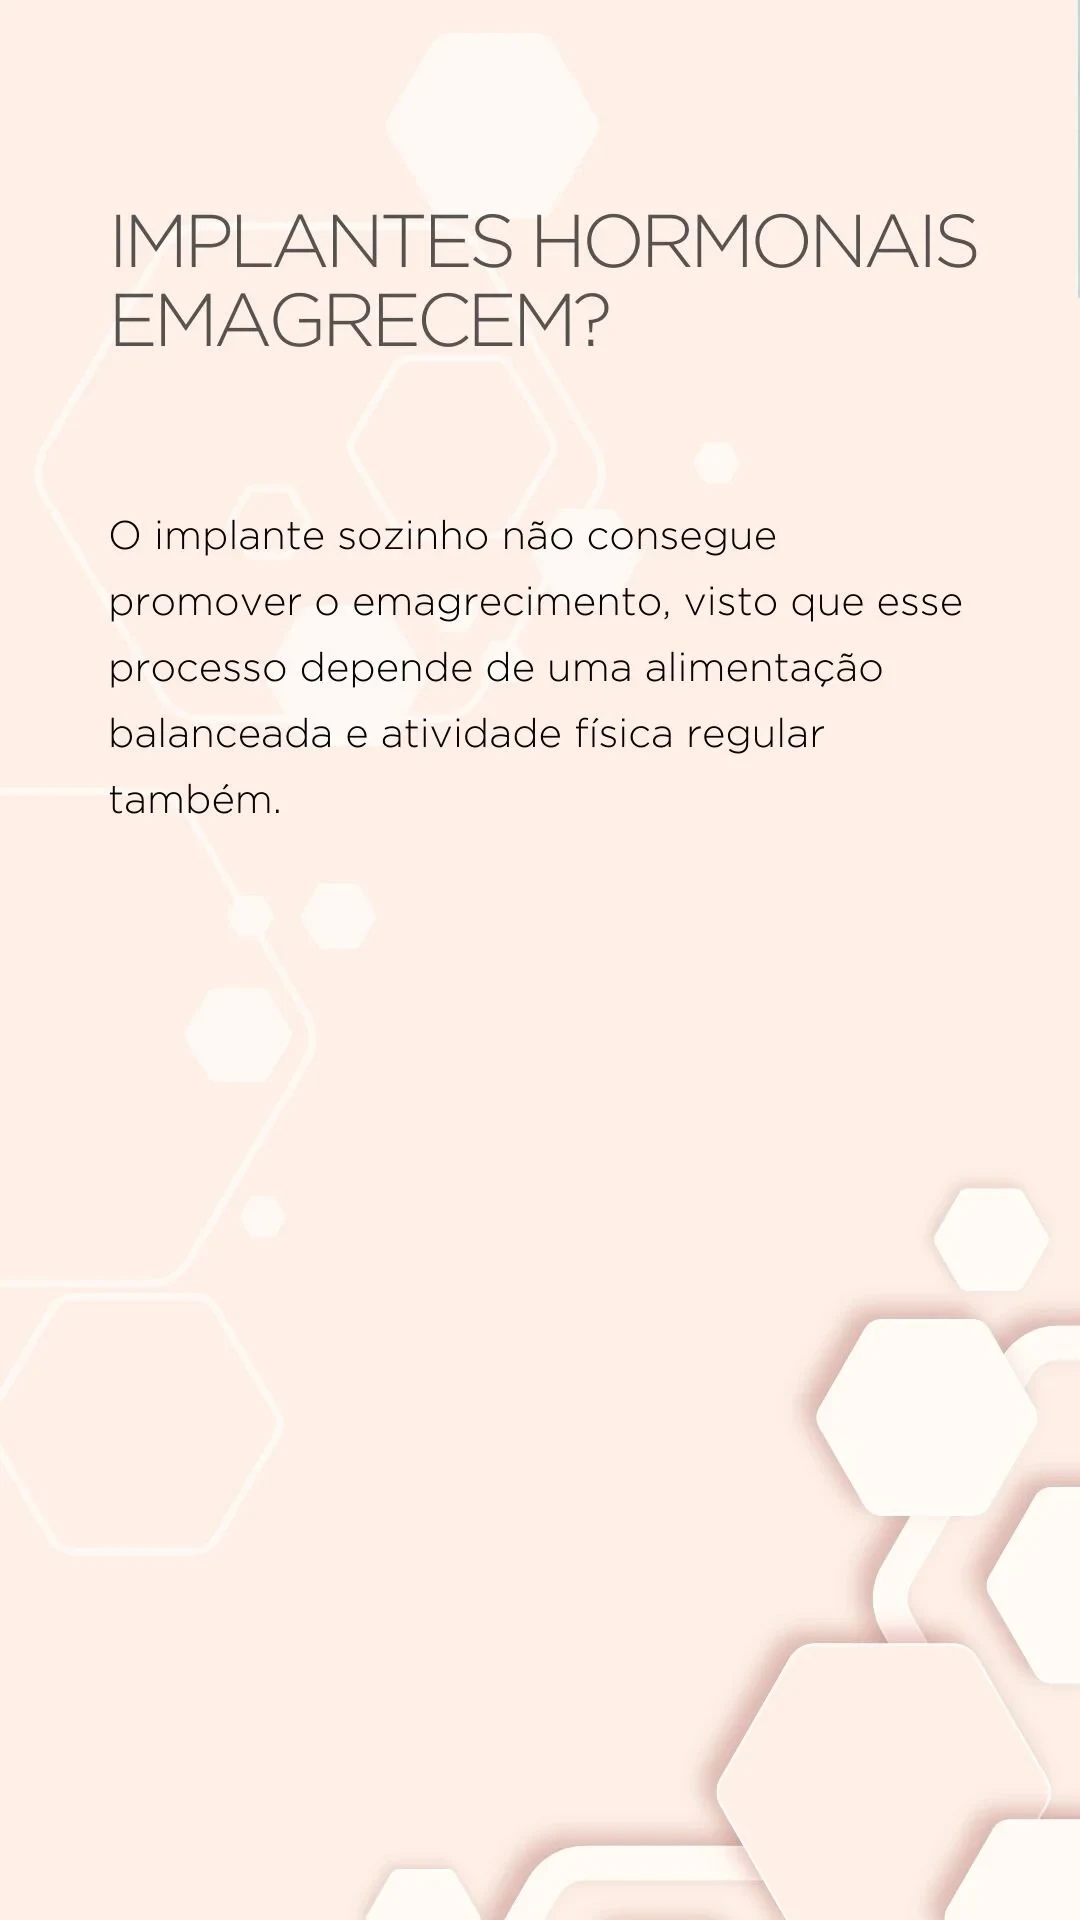 IMPLANTES HORMONAIS
EMAGRECEM?
O implante sozinho não consegue
promover o emagrecimento, visto que esse
processo depende de uma alimentação
balanceada e atividade física regular
também.